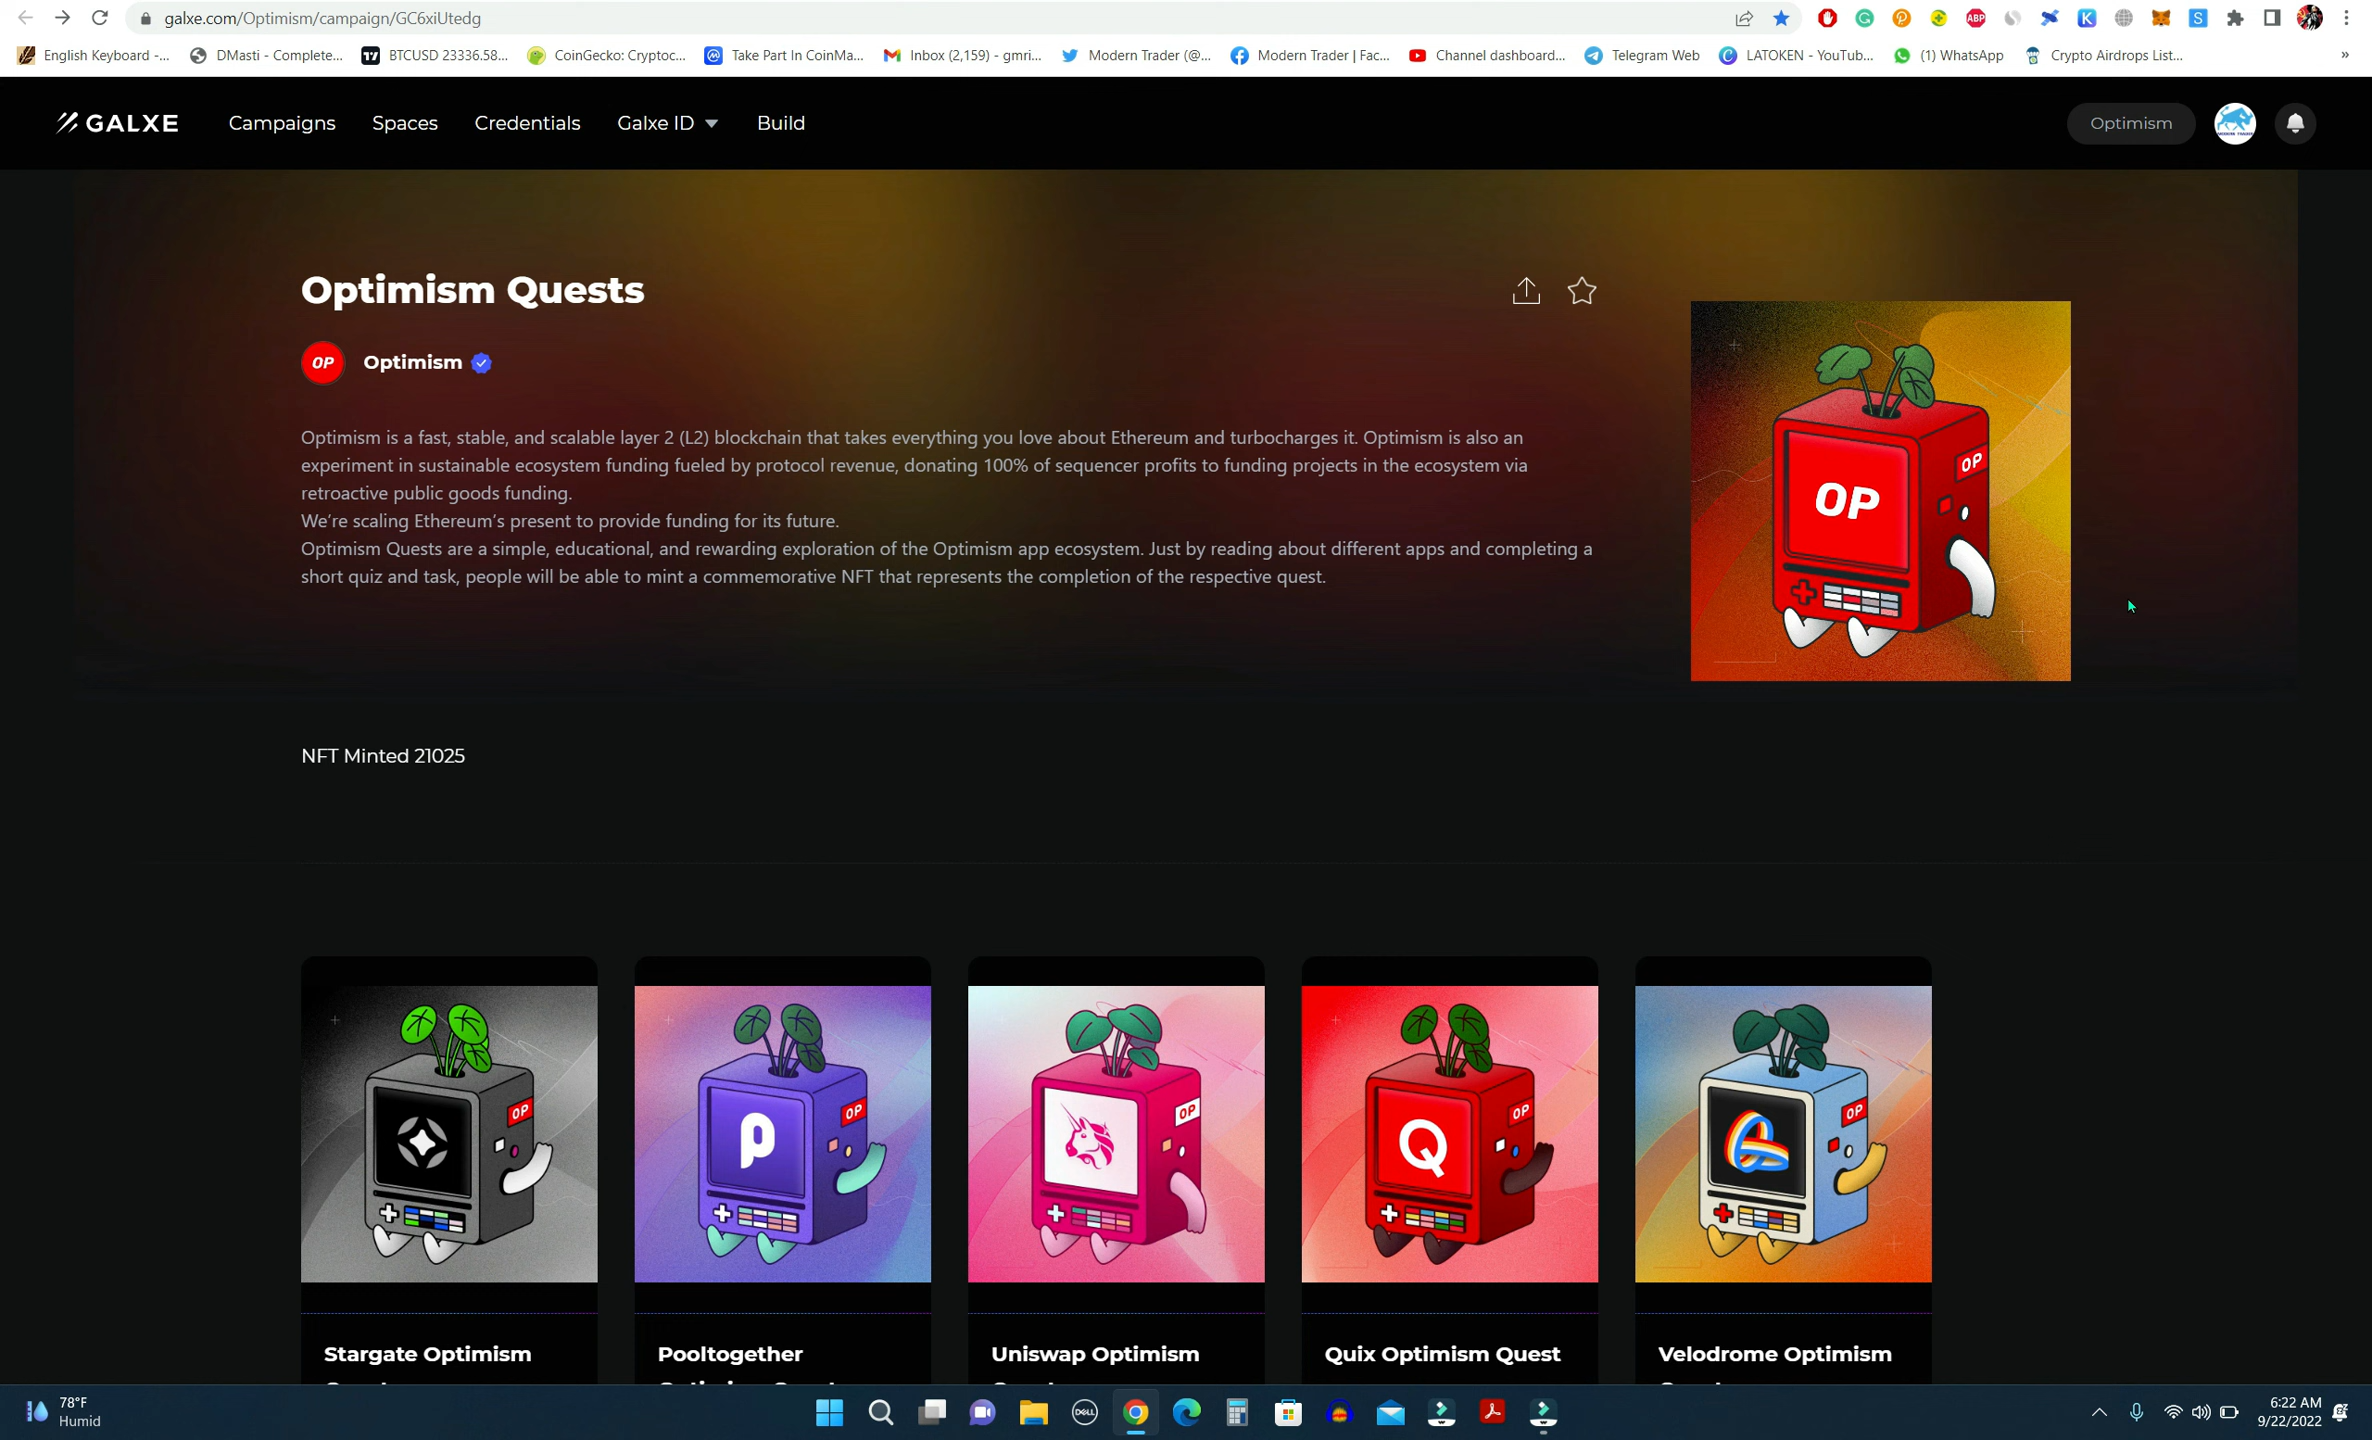 galxe.com/Optimism/campaign/GC6xiUtedg
English Keyboard -... DMasti - Complete... BTCUSD 23336.58... CoinGecko: Cryptoc... Take Part In CoinMa... Inbox (2,159) - gmri... Modern Trader (@... Modern Trader | Fac... Channel dashboard... Telegram Web LATOKEN - YouTub... (1) WhatsApp Crypto Airdrops List... »
GALXE Campaigns Spaces Credentials Galxe ID Build Optimism
Optimism Quests
OP Optimism
Optimism is a fast, stable, and scalable layer 2 (L2) blockchain that takes everything you love about Ethereum and turbocharges it. Optimism is also an
experiment in sustainable ecosystem funding fueled by protocol revenue, donating 100% of sequencer profits to funding projects in the ecosystem via
retroactive public goods funding.
We're scaling Ethereum's present to provide funding for its future.
Optimism Quests are a simple, educational, and rewarding exploration of the Optimism app ecosystem. Just by reading about different apps and completing a
short quiz and task, people will be able to mint a commemorative NFT that represents the completion of the respective quest.
OP
OP
NFT Minted 21025
OP OP OP OP OP
Q
Stargate Optimism Pooltogether Uniswap Optimism Quix Optimism Quest Velodrome Optimism
78°F
Humid
DELL
6:22 AM
9/22/2022